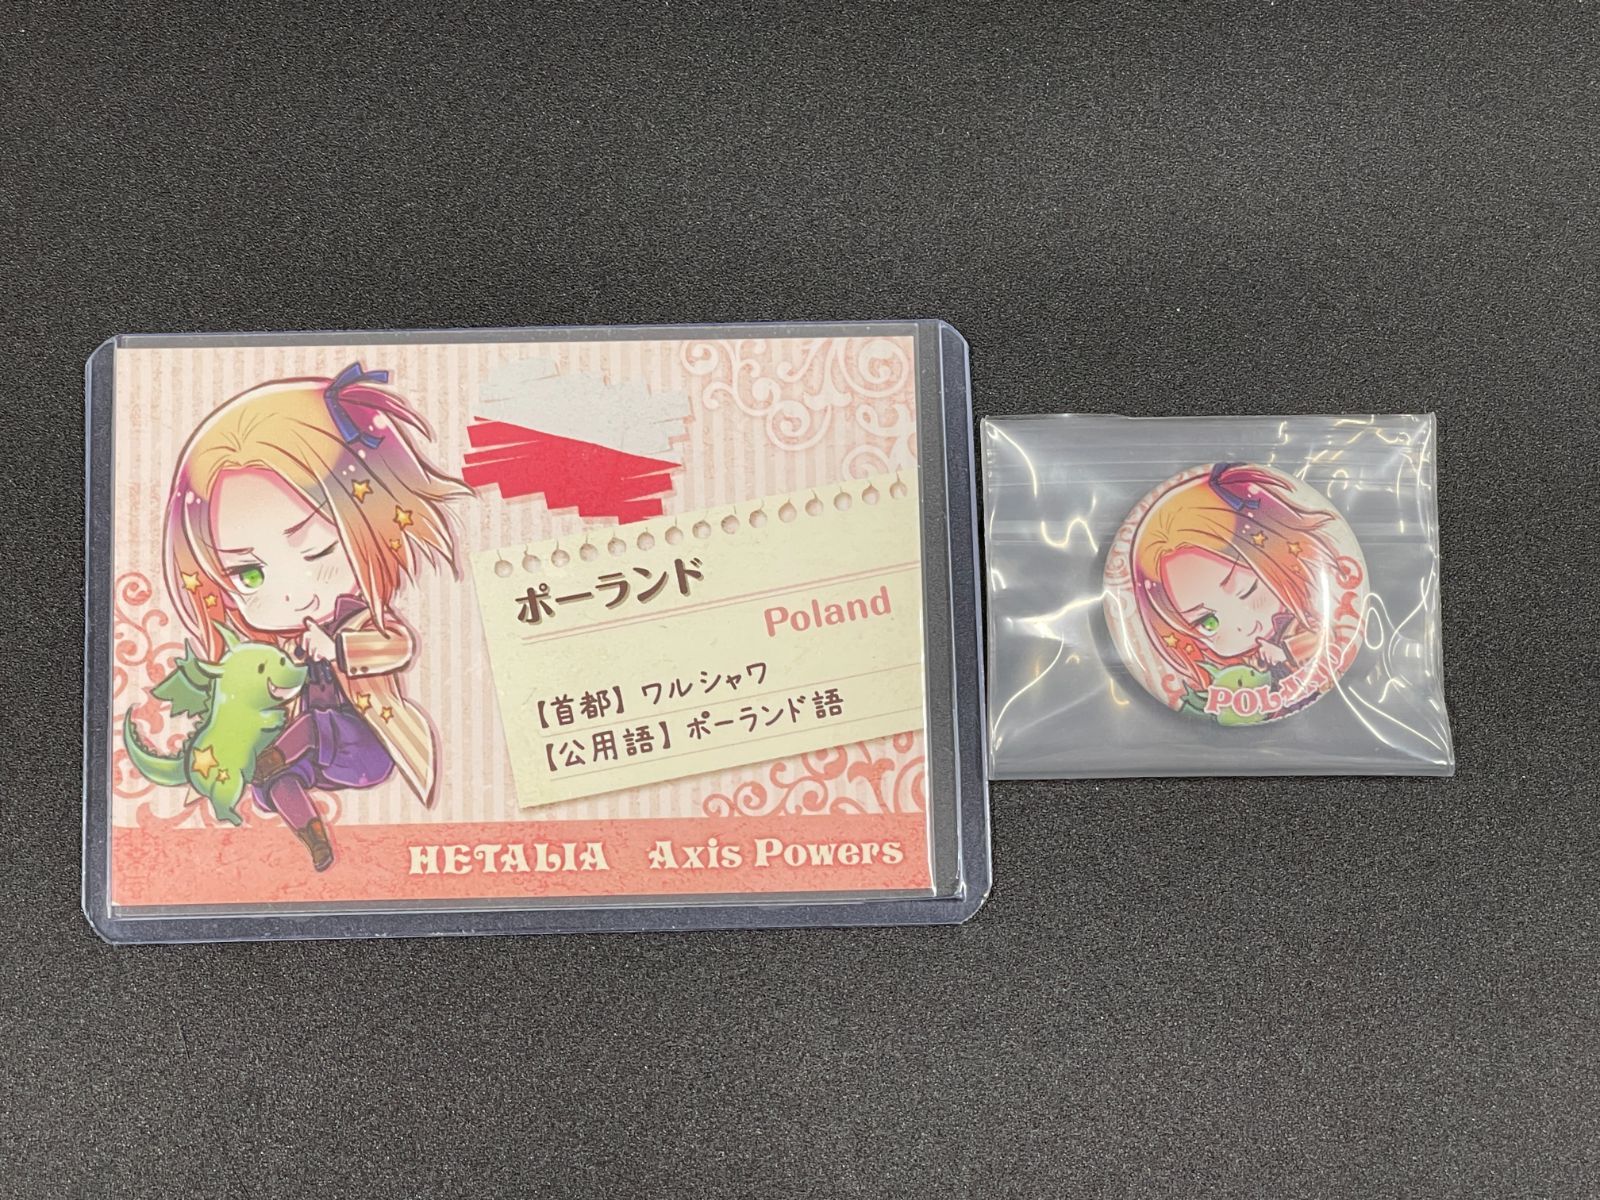 ポーランド
Poland
【首都】ワルシャワ
【公用語】ポーランド語
HETALIA Axis Powers
POLAND